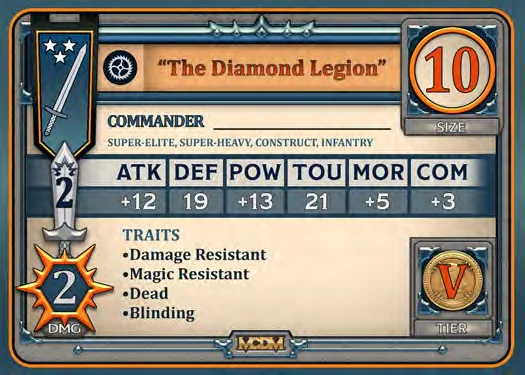 “The Diamond Legion”
10
SIZE
COMMANDER
SUPER-ELITE, SUPER-HEAVY, CONSTRUCT, INFANTRY
ATK DEF POW TOU MOR COM
2
+12 19 +13 21 +5 +3
TRAITS
•Damage Resistant
•Magic Resistant
•Dead
•Blinding
2
DMG
V
TIER
MCDM